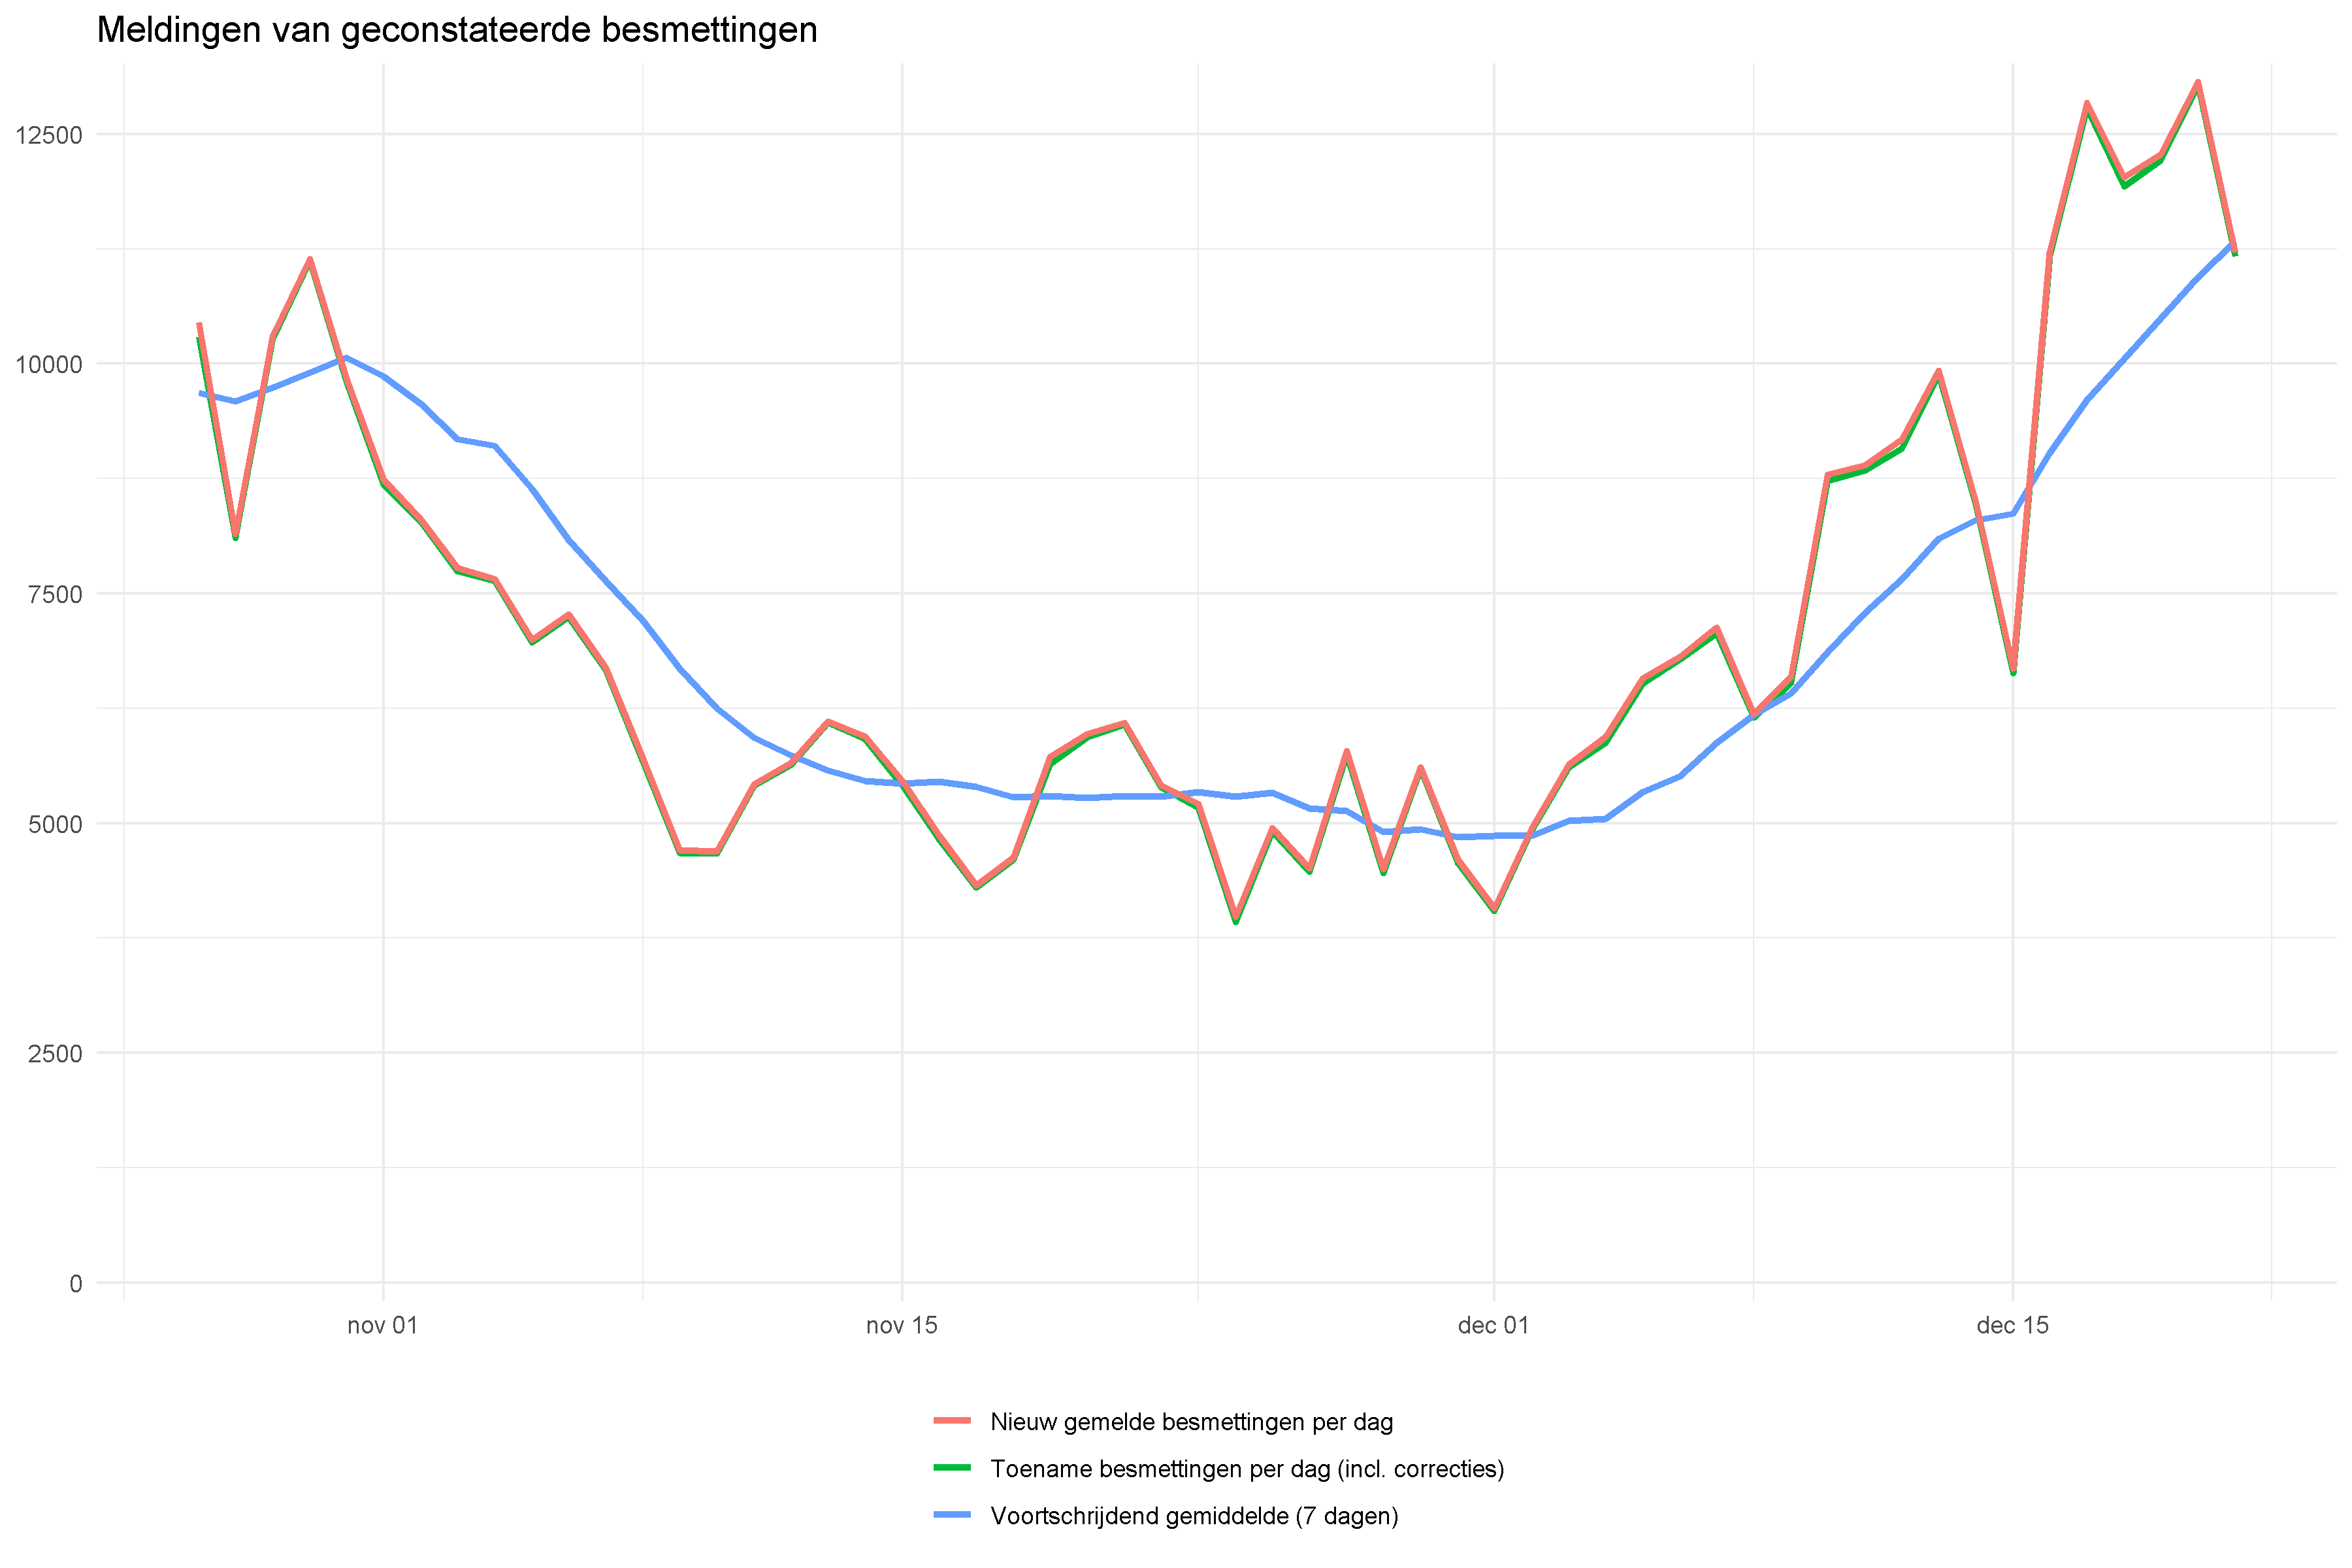 Meldingen van geconstateerde besmettingen
12500
10000
7500
5000
2500
0
nov 01
nov 15
dec 01
dec 15
Nieuw gemelde besmettingen per dag
Toename besmettingen per dag (incl. correcties)
Voortschrijdend gemiddelde (7 dagen)